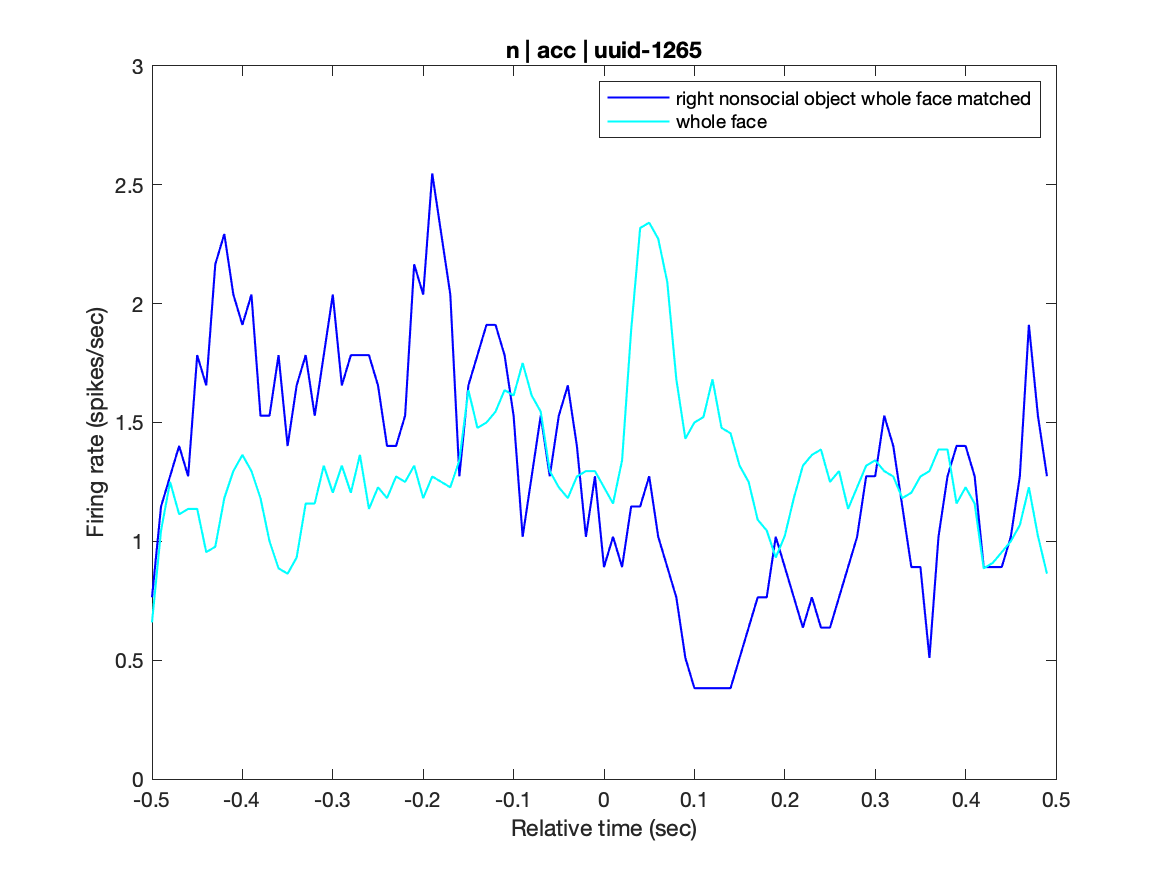 n | acc | uuid-1265
right nonsocial object whole face matched
whole face
3
2.5
2
1.5
1
0.5
0
Firing rate (spikes/sec)
-0.5 -0.4 -0.3 -0.2 -0.1 0 0.1 0.2 0.3 0.4 0.5
Relative time (sec)